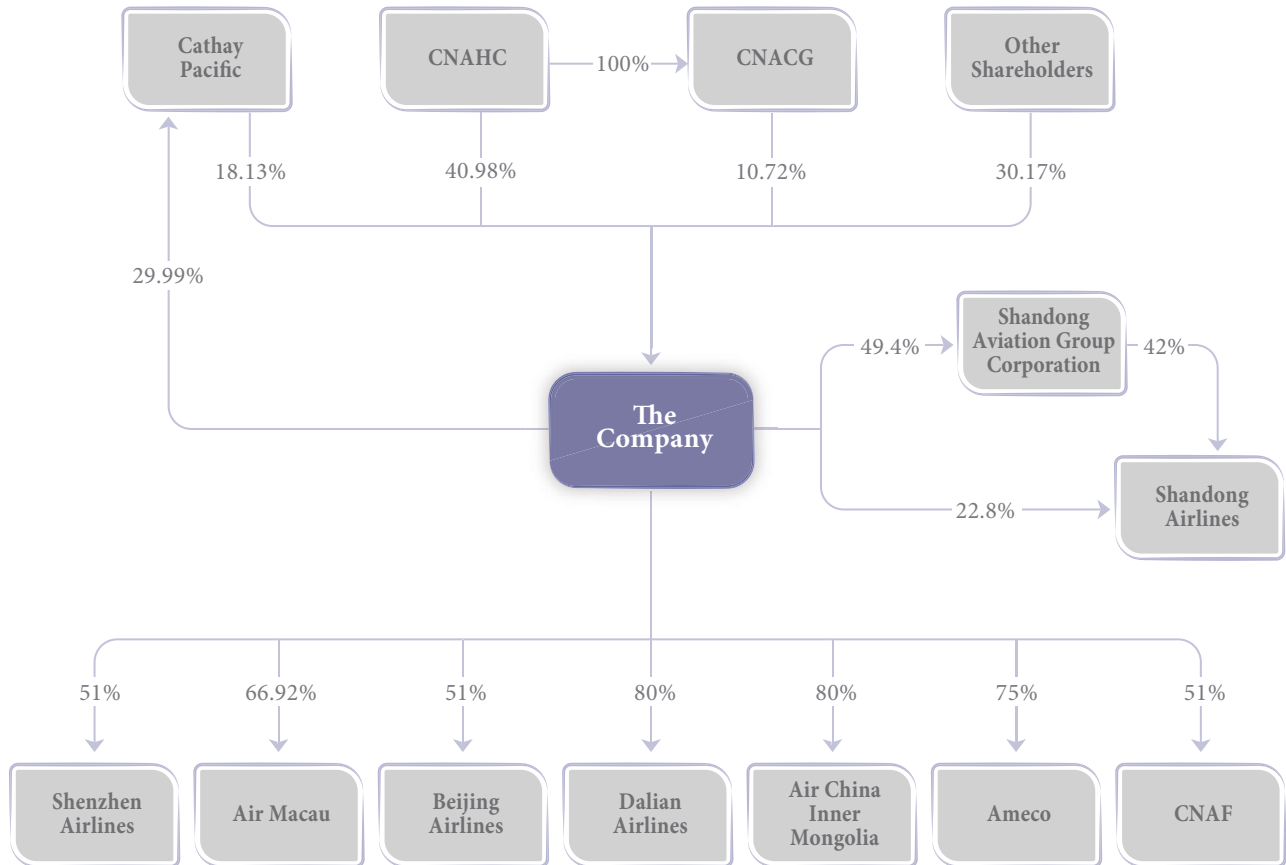 Cathay
Pacific
CNAHC
100%
CNACG
Other
Shareholders
18.13%
40.98%
10.72%
30.17%
29.99%
Shandong
Aviation Group
Corporation
49.4%
42%
The
Company
22.8%
Shandong
Airlines
51%
66.92%
51%
80%
80%
75%
51%
Shenzhen
Airlines
Air Macau
Beijing
Airlines
Dalian
Airlines
Air China
Inner
Mongolia
Ameco
CNAF